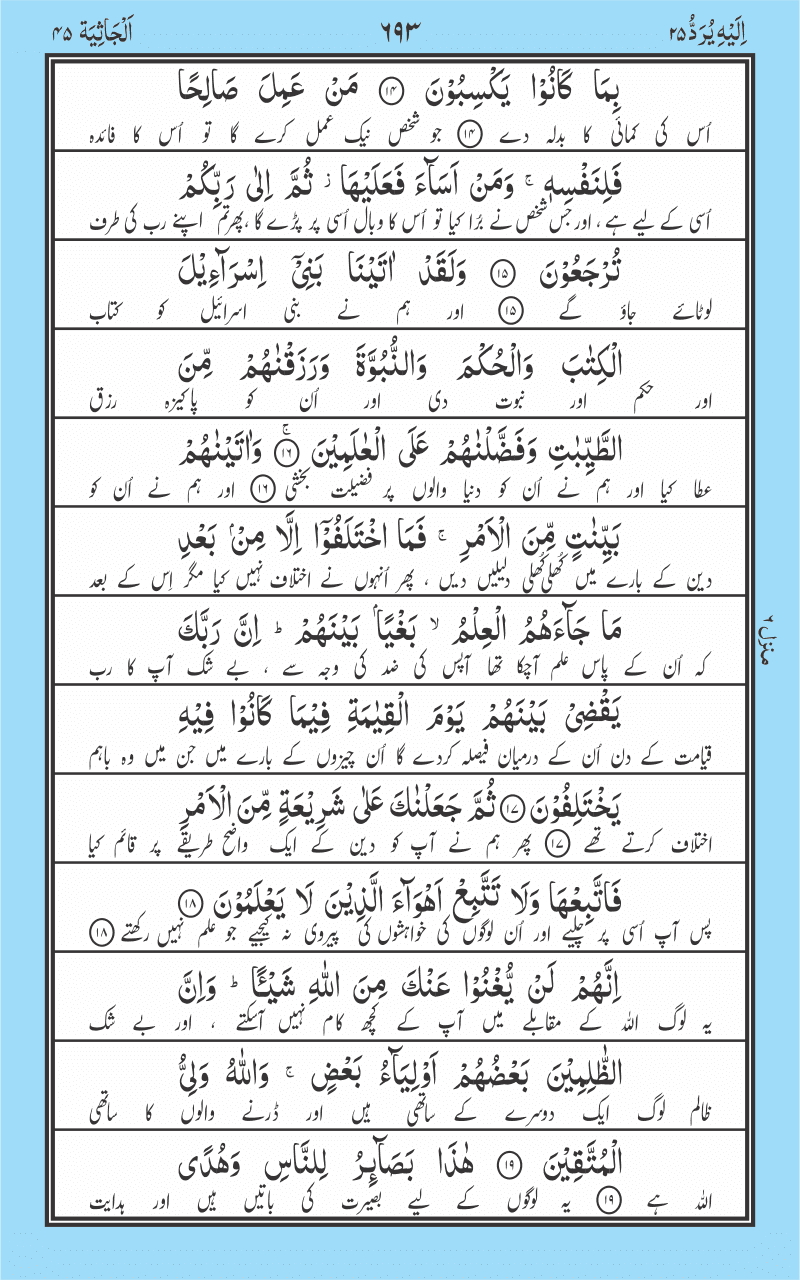 اِلَيْهِ يُرَدُّ ٢٥
٦٩٣
اَلْجَاثِيَة ٤٥
بِمَا كَانُوْا يَكْسِبُوْنَ ١٤ مَنْ عَمِلَ صَالِحًا
اُس کی کمائی کا بدلہ دے ١٤ جو شخص نیک عمل کرے گا تو اُس کا فائدہ
فَلِنَفْسِهٖ ۚ وَمَنْ اَسَآءَ فَعَلَيْهَا ۡز ثُمَّ اِلٰى رَبِّكُمْ
اُسی کے لیے ہے، اور جس شخص نے بُرا کیا تو اُس کا وبال اُسی پر پڑے گا، پھر تم اپنے رب کی طرف
تُرْجَعُوْنَ ١٥ وَلَقَدْ اٰتَيْنَا بَنِيْٓ اِسْرَآءِيْلَ
لوٹائے جاؤ گے ١٥ اور ہم نے بنی اسرائیل کو کتاب
الْكِتٰبَ وَالْحُكْمَ وَالنُّبُوَّةَ وَرَزَقْنٰهُمْ مِّنَ
اور حکم اور نبوت دی اور اُن کو پاکیزہ رزق
الطَّيِّبٰتِ وَفَضَّلْنٰهُمْ عَلَى الْعٰلَمِيْنَ ۚ١٦ وَاٰتَيْنٰهُمْ
عطا کیا اور ہم نے اُن کو دنیا والوں پر فضیلت بخشی ١٦ اور ہم نے اُن کو
بَيِّنٰتٍ مِّنَ الْاَمْرِ ۚ فَمَا اخْتَلَفُوْٓا اِلَّا مِنْۢ بَعْدِ
دین کے بارے میں کُھلی کُھلی دلیلیں دیں، پھر اُنہوں نے اختلاف نہیں کیا مگر اِس کے بعد
مَا جَآءَهُمُ الْعِلْمُ ۙ بَغْيًاۢ بَيْنَهُمْ ؕ اِنَّ رَبَّكَ
کہ اُن کے پاس علم آچکا تھا آپس کی ضد کی وجہ سے، بے شک آپ کا رب
يَقْضِيْ بَيْنَهُمْ يَوْمَ الْقِيٰمَةِ فِيْمَا كَانُوْا فِيْهِ
قیامت کے دن اُن کے درمیان فیصلہ کردے گا اُن چیزوں کے بارے میں جن میں وہ باہم
يَخْتَلِفُوْنَ ١٧ ثُمَّ جَعَلْنٰكَ عَلٰى شَرِيْعَةٍ مِّنَ الْاَمْرِ
اختلاف کرتے تھے ١٧ پھر ہم نے آپ کو دین کے ایک واضح طریقے پر قائم کیا
فَاتَّبِعْهَا وَلَا تَتَّبِعْ اَهْوَآءَ الَّذِيْنَ لَا يَعْلَمُوْنَ ١٨
پس آپ اُسی پر چلیے اور اُن لوگوں کی خواہشوں کی پیروی نہ کیجیے جو علم نہیں رکھتے ١٨
اِنَّهُمْ لَنْ يُّغْنُوْا عَنْكَ مِنَ اللّٰهِ شَيْـًٔا ؕ وَاِنَّ
یہ لوگ اللہ کے مقابلے میں آپ کے کچھ کام نہیں آسکتے، اور بے شک
الظّٰلِمِيْنَ بَعْضُهُمْ اَوْلِيَآءُ بَعْضٍ ۚ وَاللّٰهُ وَلِيُّ
ظالم لوگ ایک دوسرے کے ساتھی ہیں اور ڈرنے والوں کا ساتھی
الْمُتَّقِيْنَ ١٩ هٰذَا بَصَآئِرُ لِلنَّاسِ وَهُدًى
اللہ ہے ١٩ یہ لوگوں کے لیے بصیرت کی باتیں ہیں اور ہدایت
منزل ٦